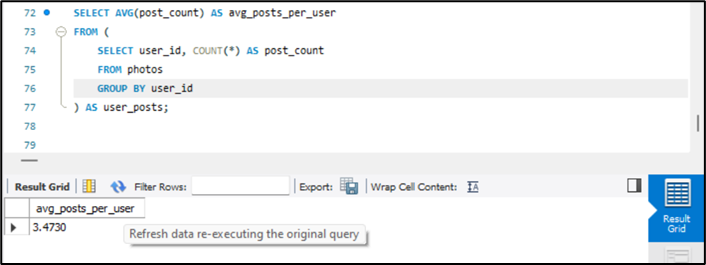 72 SELECT AVG(post_count) AS avg_posts_per_user
73 FROM (
74 SELECT user_id, COUNT(*) AS post_count
75 FROM photos
76 GROUP BY user_id
77 ) AS user_posts;
78
79
Result Grid Filter Rows: Export: Wrap Cell Content: IA
avg_posts_per_user
3.4730
Refresh data re-executing the original query
Result
Grid